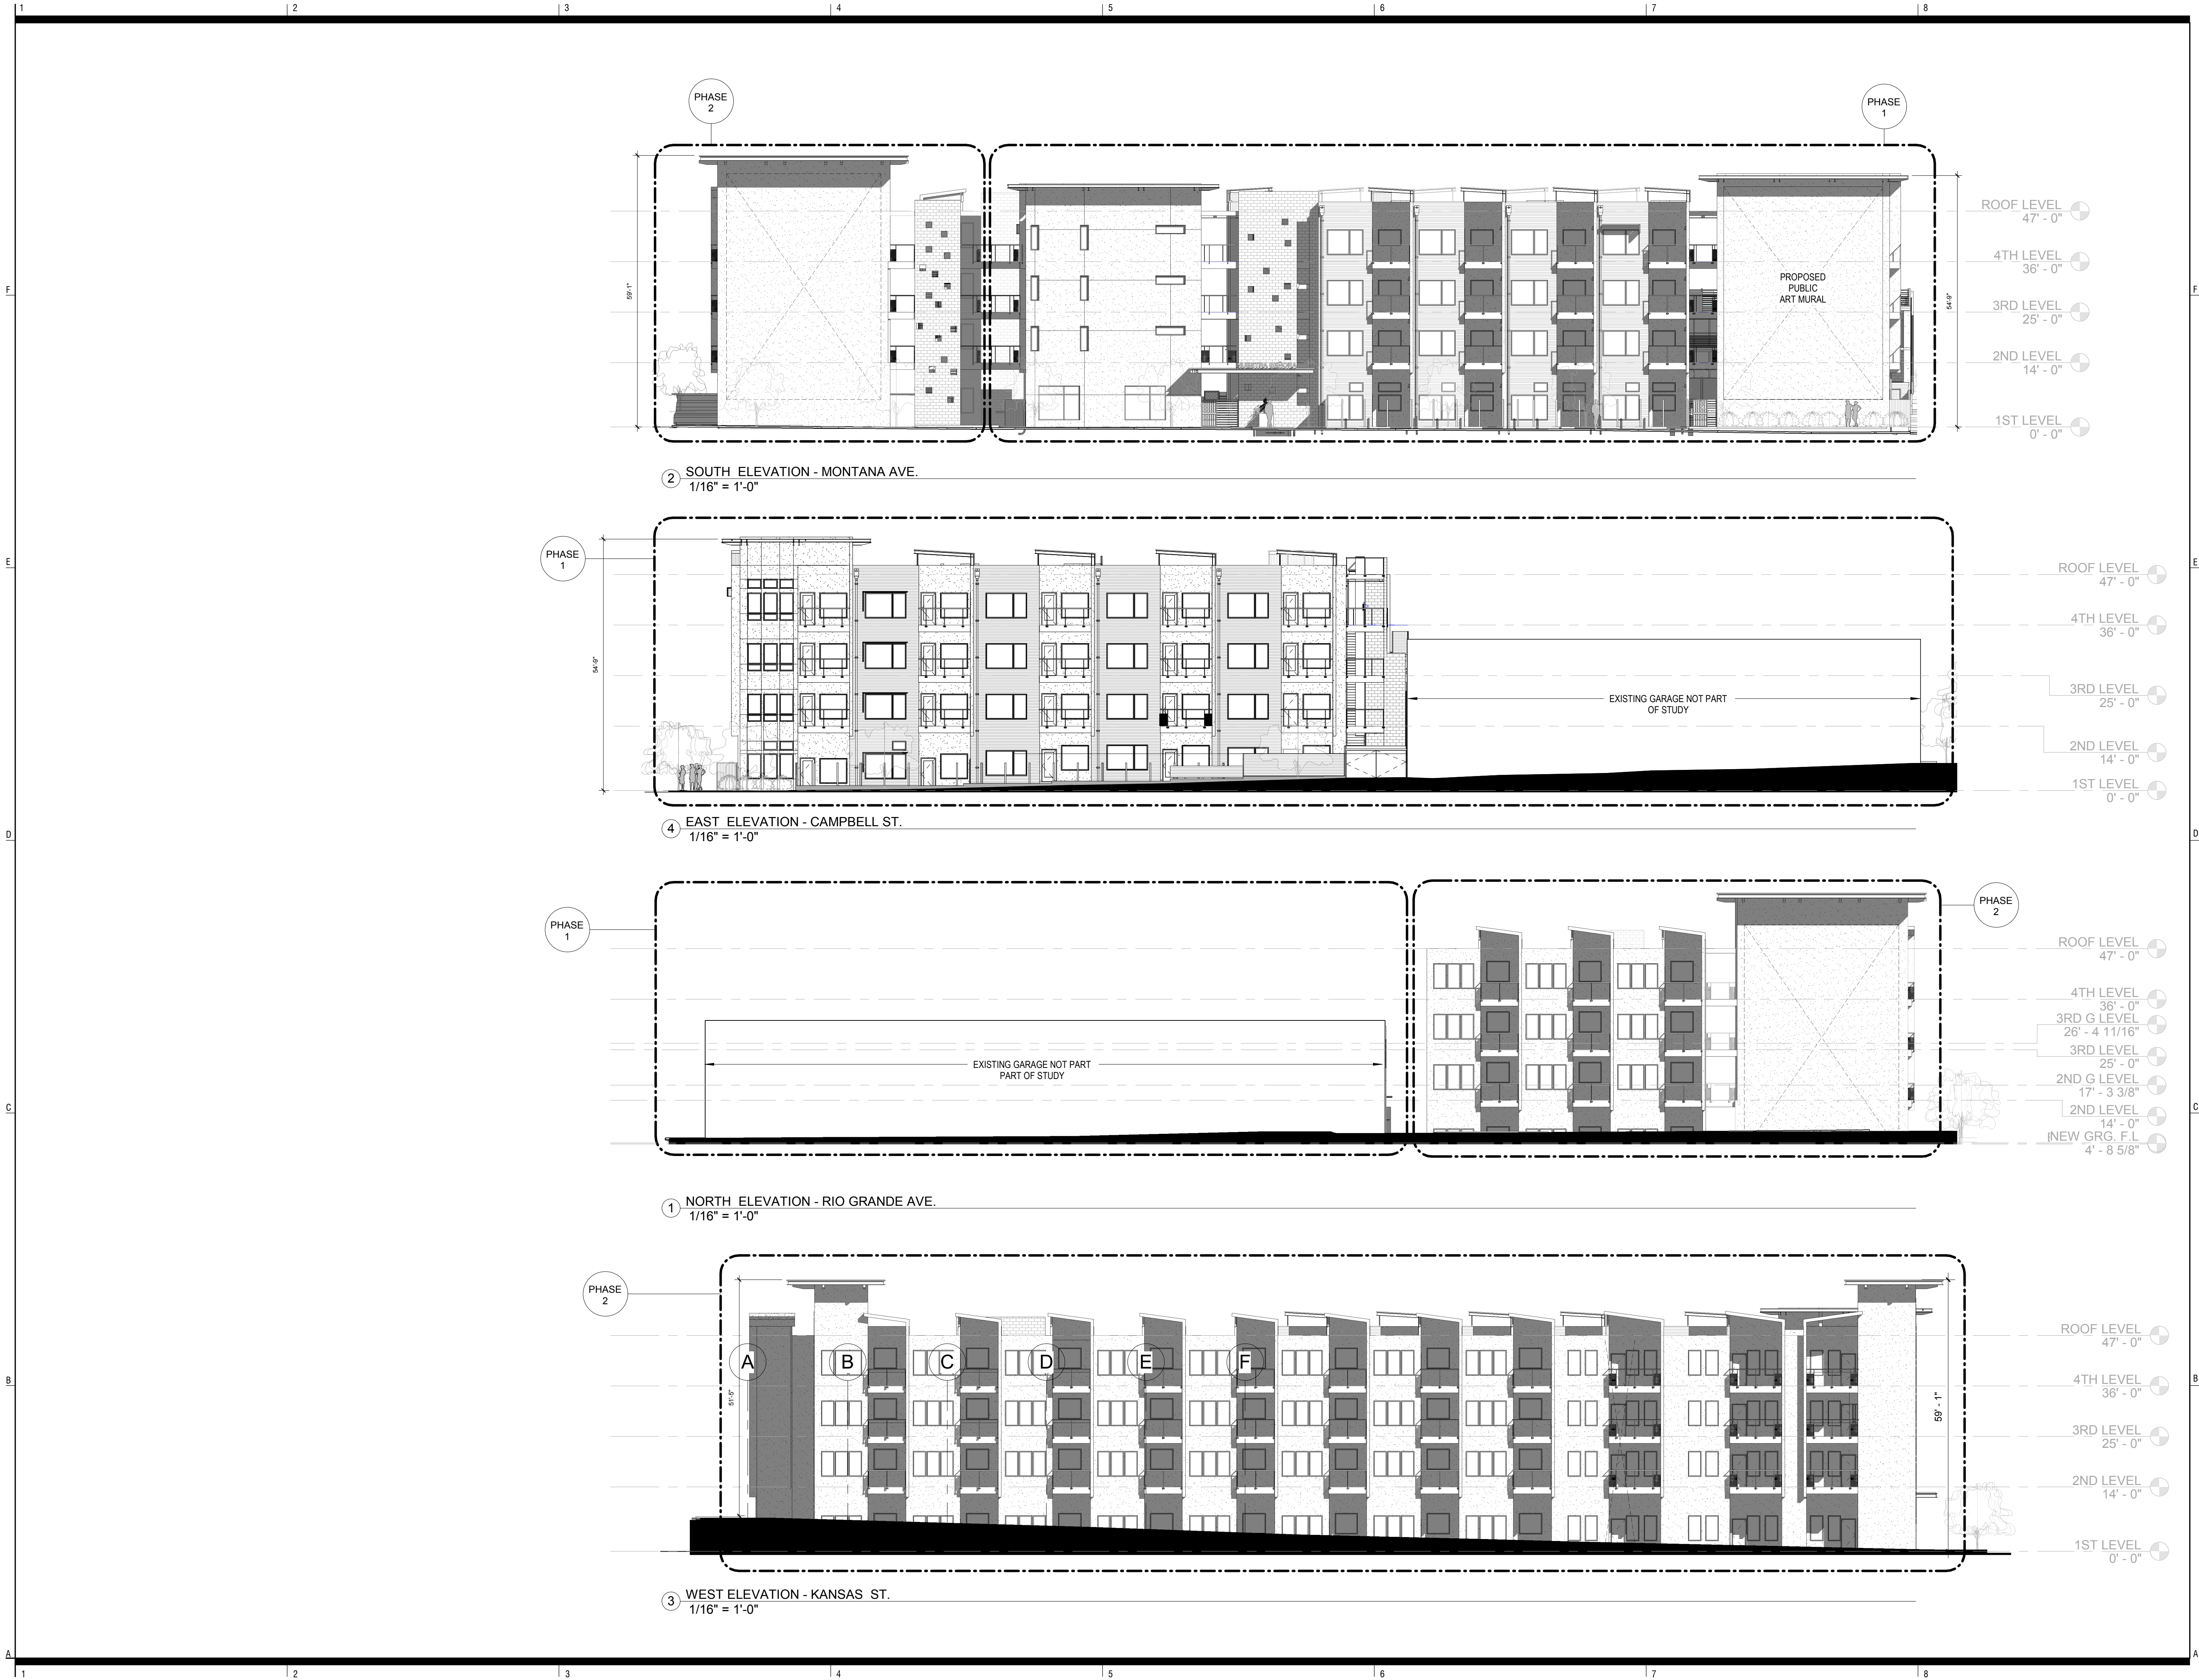 1 2 3 4 5 6 7 8
PHASE
2
PHASE
1
59'-1"
54'-9"
PROPOSED
PUBLIC
ART MURAL
ROOF LEVEL
47' - 0"
4TH LEVEL
36' - 0"
3RD LEVEL
25' - 0"
2ND LEVEL
14' - 0"
1ST LEVEL
0' - 0"
F F
2 SOUTH ELEVATION - MONTANA AVE.
1/16" = 1'-0"
PHASE
1
54'-9"
EXISTING GARAGE NOT PART
OF STUDY
ROOF LEVEL
47' - 0"
4TH LEVEL
36' - 0"
3RD LEVEL
25' - 0"
2ND LEVEL
14' - 0"
1ST LEVEL
0' - 0"
E E
4 EAST ELEVATION - CAMPBELL ST.
1/16" = 1'-0"
D D
PHASE
1
PHASE
2
EXISTING GARAGE NOT PART
PART OF STUDY
ROOF LEVEL
47' - 0"
4TH LEVEL
36' - 0"
3RD G LEVEL
26' - 4 11/16"
3RD LEVEL
25' - 0"
2ND G LEVEL
17' - 3 3/8"
2ND LEVEL
14' - 0"
NEW GRG. F.L
4' - 8 5/8"
C C
1 NORTH ELEVATION - RIO GRANDE AVE.
1/16" = 1'-0"
PHASE
2
A B C D E F
51'-5"
59' - 1"
ROOF LEVEL
47' - 0"
4TH LEVEL
36' - 0"
3RD LEVEL
25' - 0"
2ND LEVEL
14' - 0"
1ST LEVEL
0' - 0"
B B
3 WEST ELEVATION - KANSAS ST.
1/16" = 1'-0"
A A
1 2 3 4 5 6 7 8